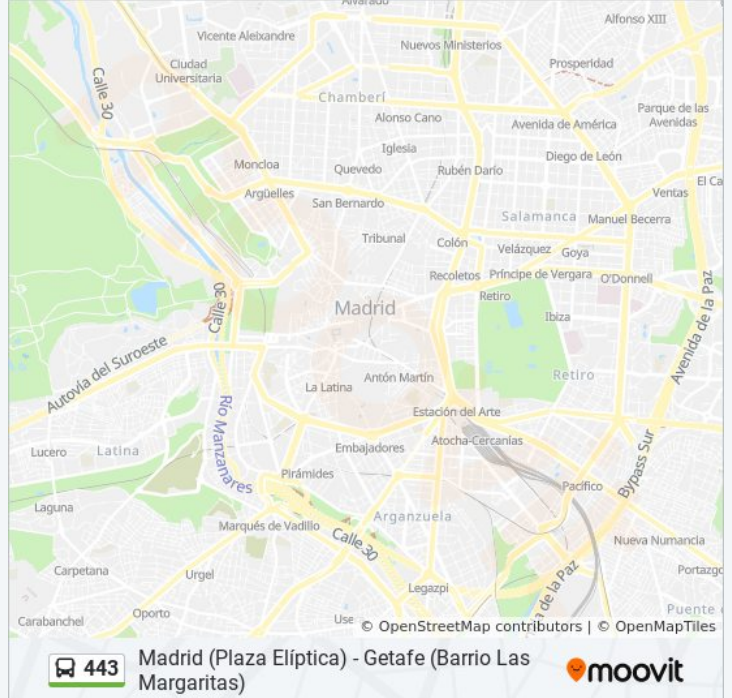 Alvarado
Alfonso XIII
Vicente Aleixandre
Nuevos Ministerios
Ciudad
Universitaria
Prosperidad
Calle 30
Chamberí
Parque de las
Avenidas
Alonso Cano
Avenida de América
Iglesia
Diego de León
Moncloa
Quevedo
Rubén Darío
El Ca
Argüelles
Ventas
San Bernardo
Salamanca
Manuel Becerra
Tribunal
Colón
Velázquez
Goya
Recoletos
Príncipe de Vergara
O'Donnell
Retiro
Calle 30
Madrid
Ibiza
Avenida de la Paz
Autovía del Suroeste
Retiro
Antón Martín
La Latina
Estación del Arte
Río Manzanares
Atocha-Cercanías
Embajadores
Lucero
Latina
Bypass Sur
Pirámides
Pacífico
Laguna
Arganzuela
Marqués de Vadillo
Calle 30
Nueva Numancia
Carpetana
Urgel
Portazgo
a de la Paz
Legazpi
Puente
Oporto
Carabanchel
Use
© OpenStreetMap contributors | © OpenMapTiles
443
Madrid (Plaza Elíptica) - Getafe (Barrio Las
Margaritas)
moovit